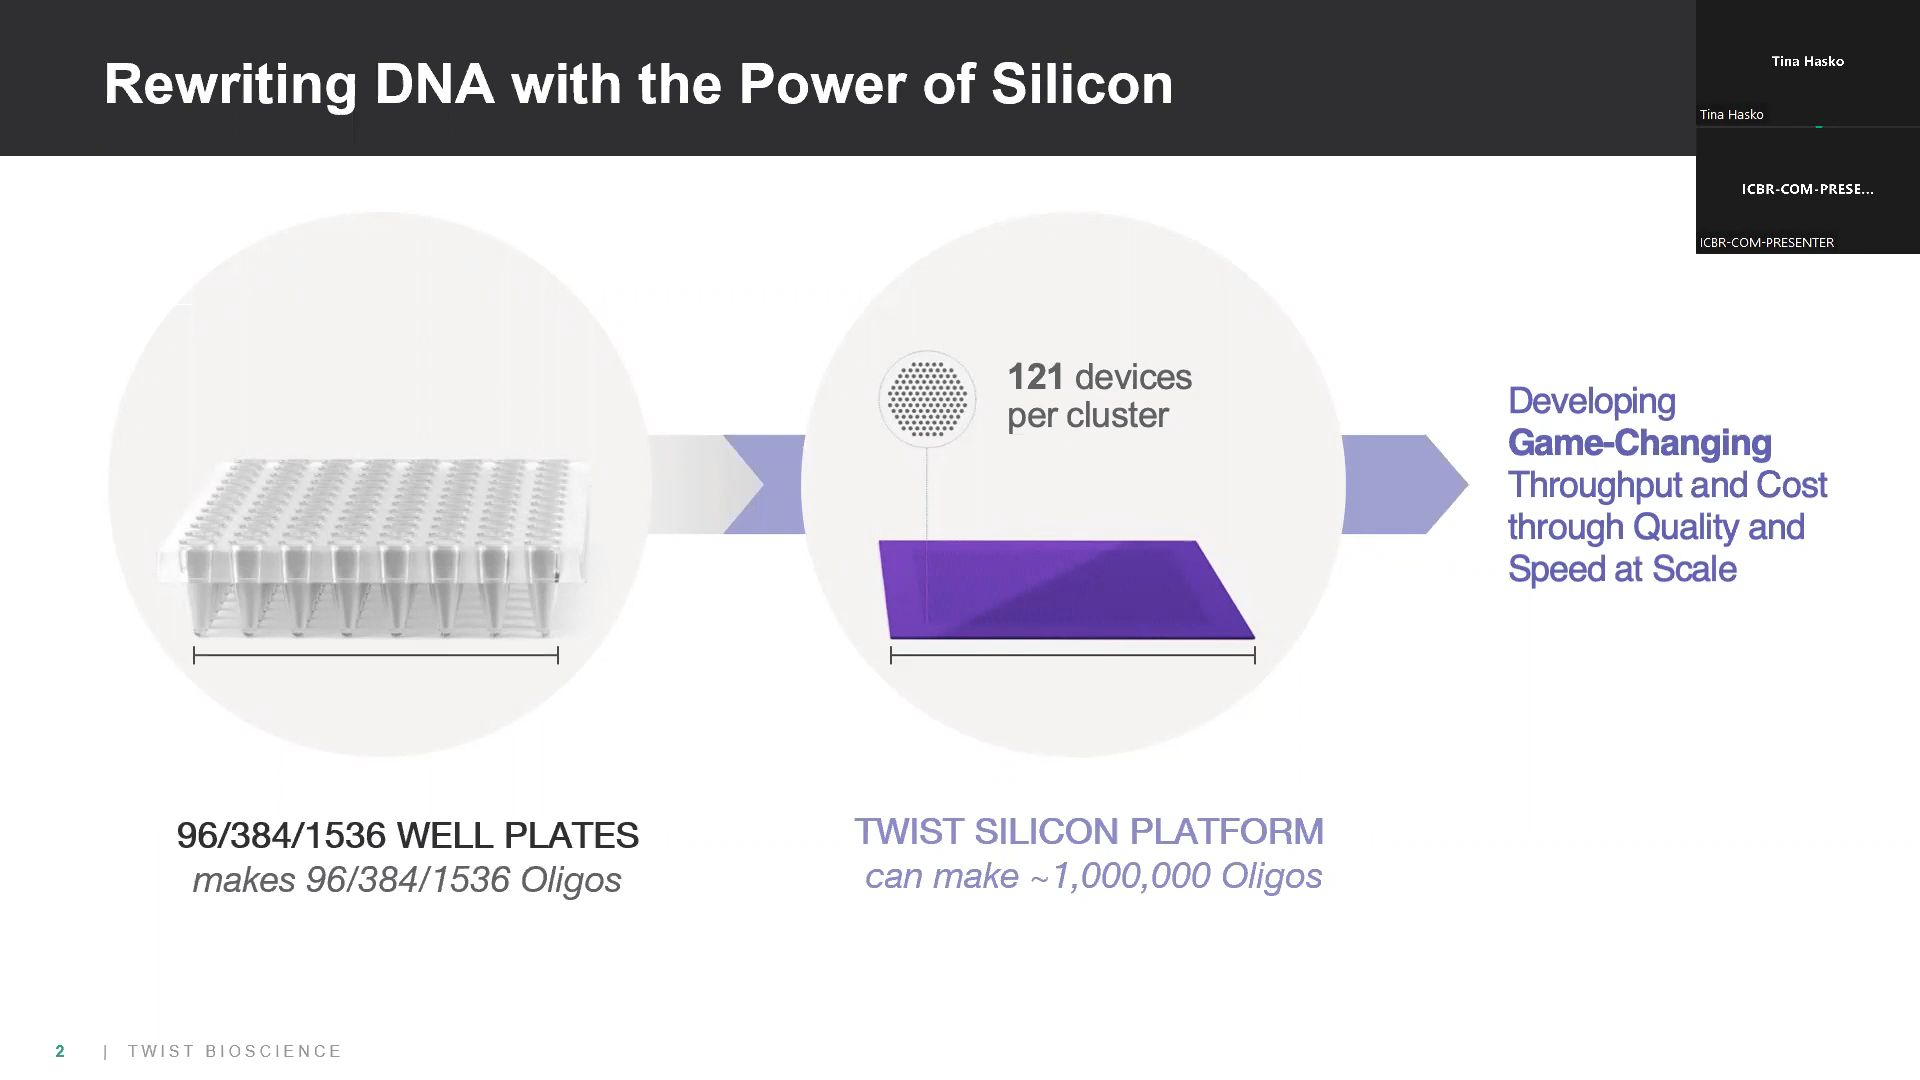 Rewriting DNA with the Power of Silicon
Tina Hasko
Tina Hasko
ICBR-COM-PRESE...
ICBR-COM-PRESENTER
121 devices
per cluster
Developing
Game-Changing
Throughput and Cost
through Quality and
Speed at Scale
96/384/1536 WELL PLATES
makes 96/384/1536 Oligos
TWIST SILICON PLATFORM
can make ~1,000,000 Oligos
2 | TWIST BIOSCIENCE